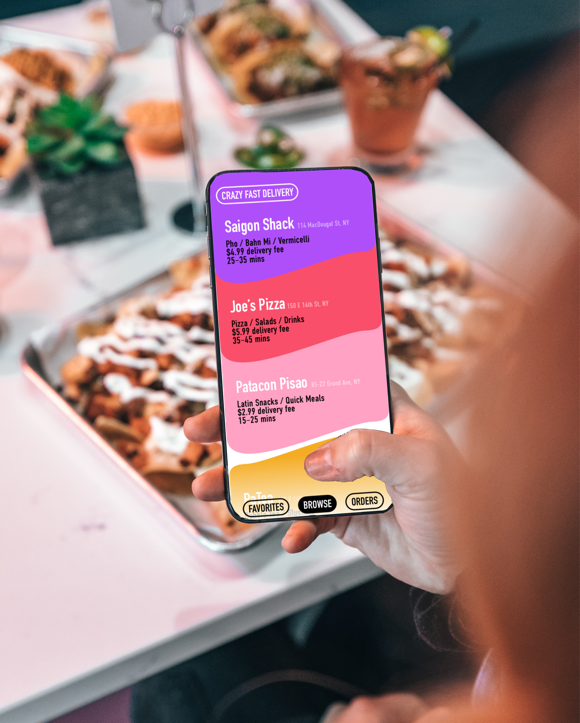 CRAZY FAST DELIVERY
Saigon Shack 114 MacDougal St, NY
Pho / Bahn Mi / Vermicelli
$4.99 delivery fee
25-35 mins
Joe's Pizza 150 E 14th St, NY
Pizza / Salads / Drinks
$5.99 delivery fee
35-45 mins
Patacon Pisao 85-22 Grand Ave, NY
Latin Snacks / Quick Meals
$2.99 delivery fee
15-25 mins
FAVORITES BROWSE ORDERS